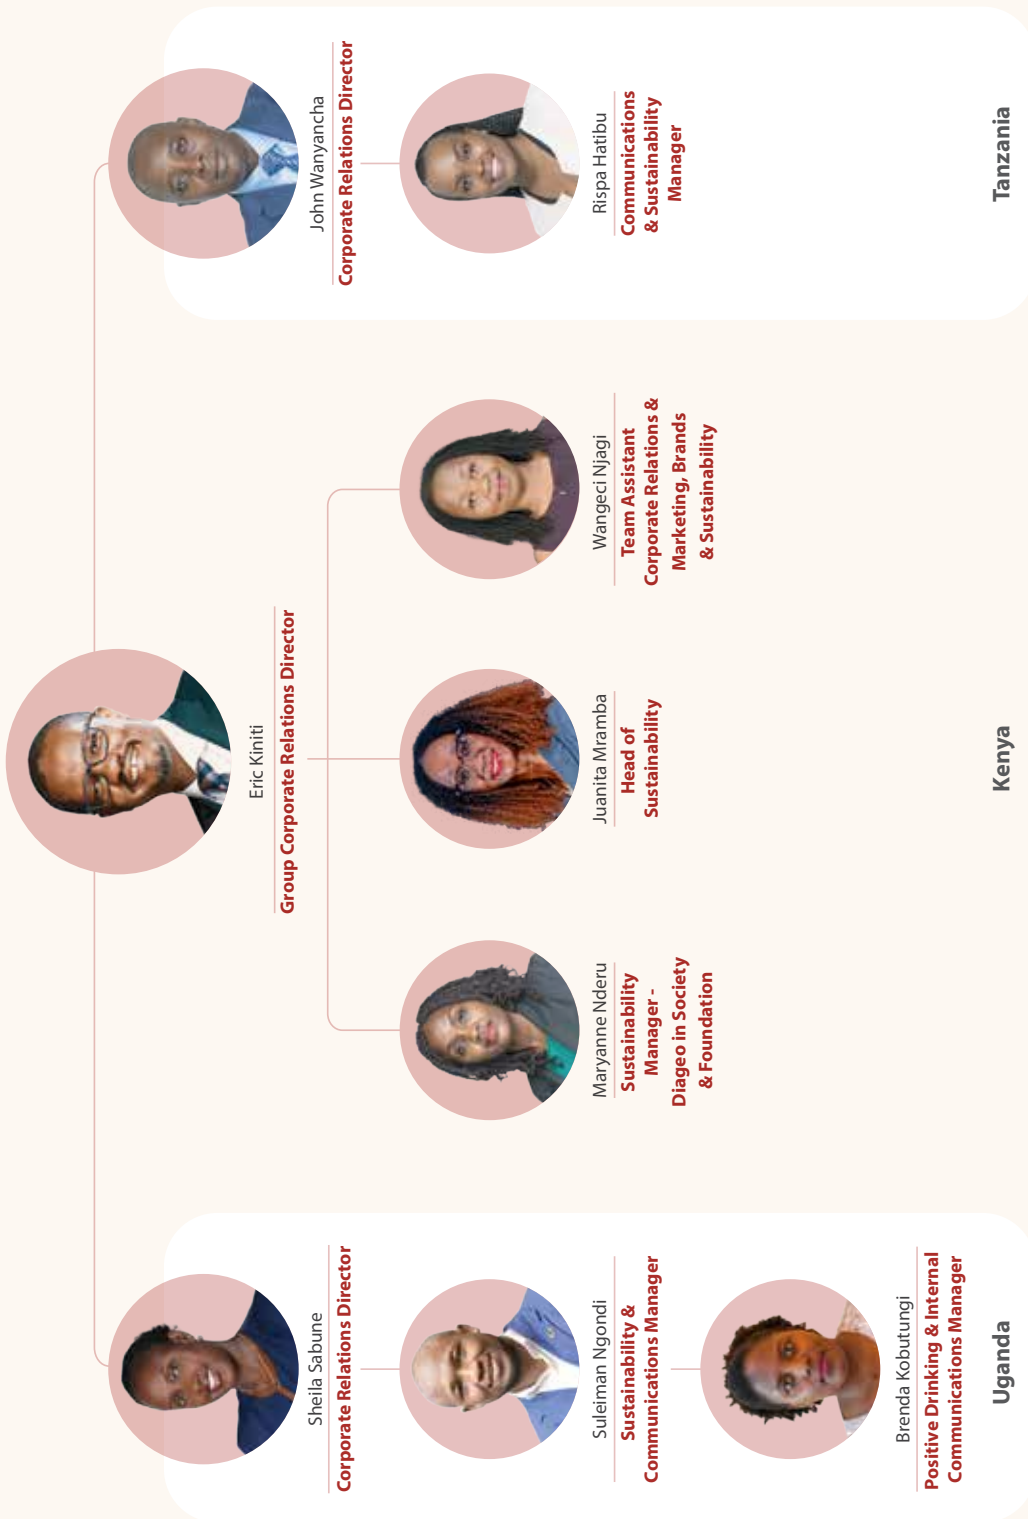 Eric Kiniti
Group Corporate Relations Director
Sheila Sabune
Corporate Relations Director
Suleiman Ngondi
Sustainability &
Communications Manager
Brenda Kobutungi
Positive Drinking & Internal
Communications Manager
Uganda
Maryanne Nderu
Sustainability
Manager -
Diageo in Society
& Foundation
Juanita Mramba
Head of
Sustainability
Wangeci Njagi
Team Assistant
Corporate Relations &
Marketing, Brands
& Sustainability
Kenya
John Wanyancha
Corporate Relations Director
Rispa Hatibu
Communications
& Sustainability
Manager
Tanzania